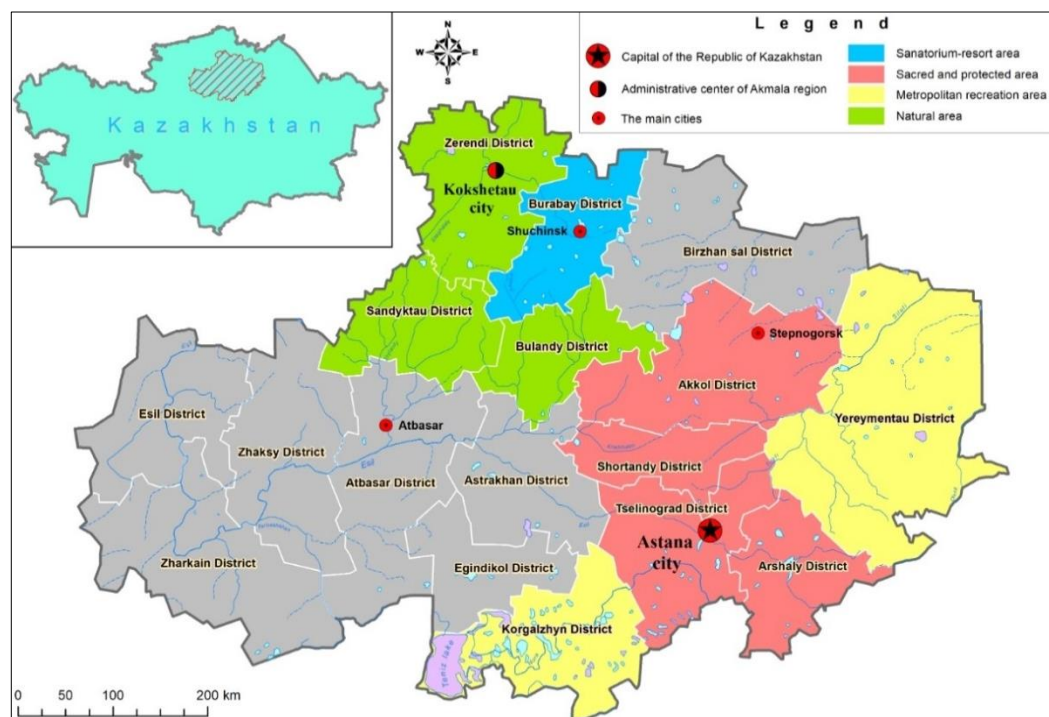 Kazakhstan
N
W
E
S
Legend
Capital of the Republic of Kazakhstan
Administrative center of Akmala region
The main cities
Sanatorium-resort area
Sacred and protected area
Metropolitan recreation area
Natural area
Zerendi District
Kokshetau
city
Burabay District
Shuchinsk
Birzhan sal District
Sandyktau District
Bulandy District
Stepnogorsk
Akkol District
Esil District
Yereymentau District
Atbasar
Zhaksy District
Esil
Shortandy District
Atbasar District
Astrakhan District
Tselinograd District
Astana
city
Zharkain District
Egindikol District
Arshaly District
Korgalzhyn District
Teniz lake
0 50 100 200 km